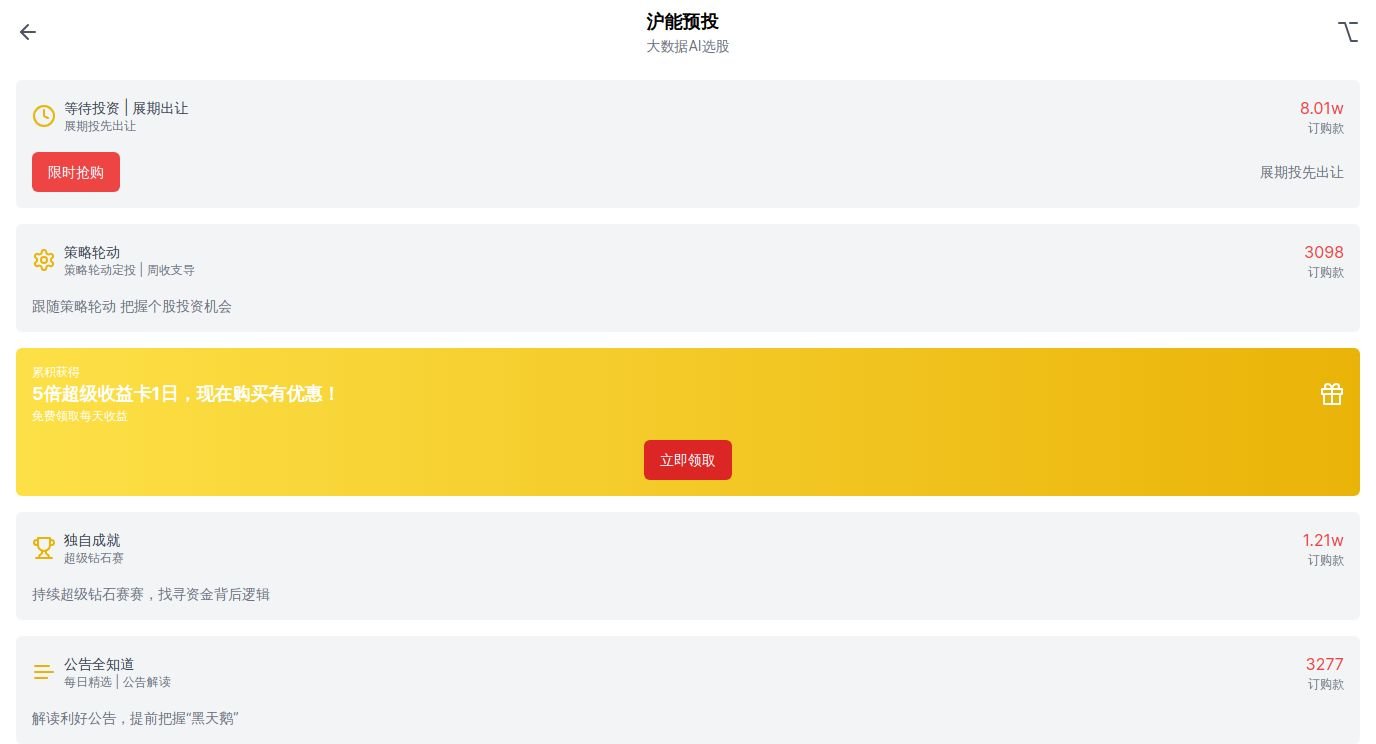 沪能预投
大数据AI选股
等待投资 | 展期出让
展期投先出让
8.01w
订购款
限时抢购
展期投先出让
策略轮动
策略轮动定投 | 周收支导
3098
订购款
跟随策略轮动 把握个股投资机会
累积获得
5倍超级收益卡1日，现在购买有优惠！
免费领取每天收益
立即领取
独自成就
超级钻石赛
1.21w
订购款
持续超级钻石赛赛，找寻资金背后逻辑
公告全知道
每日精选 | 公告解读
3277
订购款
解读利好公告，提前把握“黑天鹅”